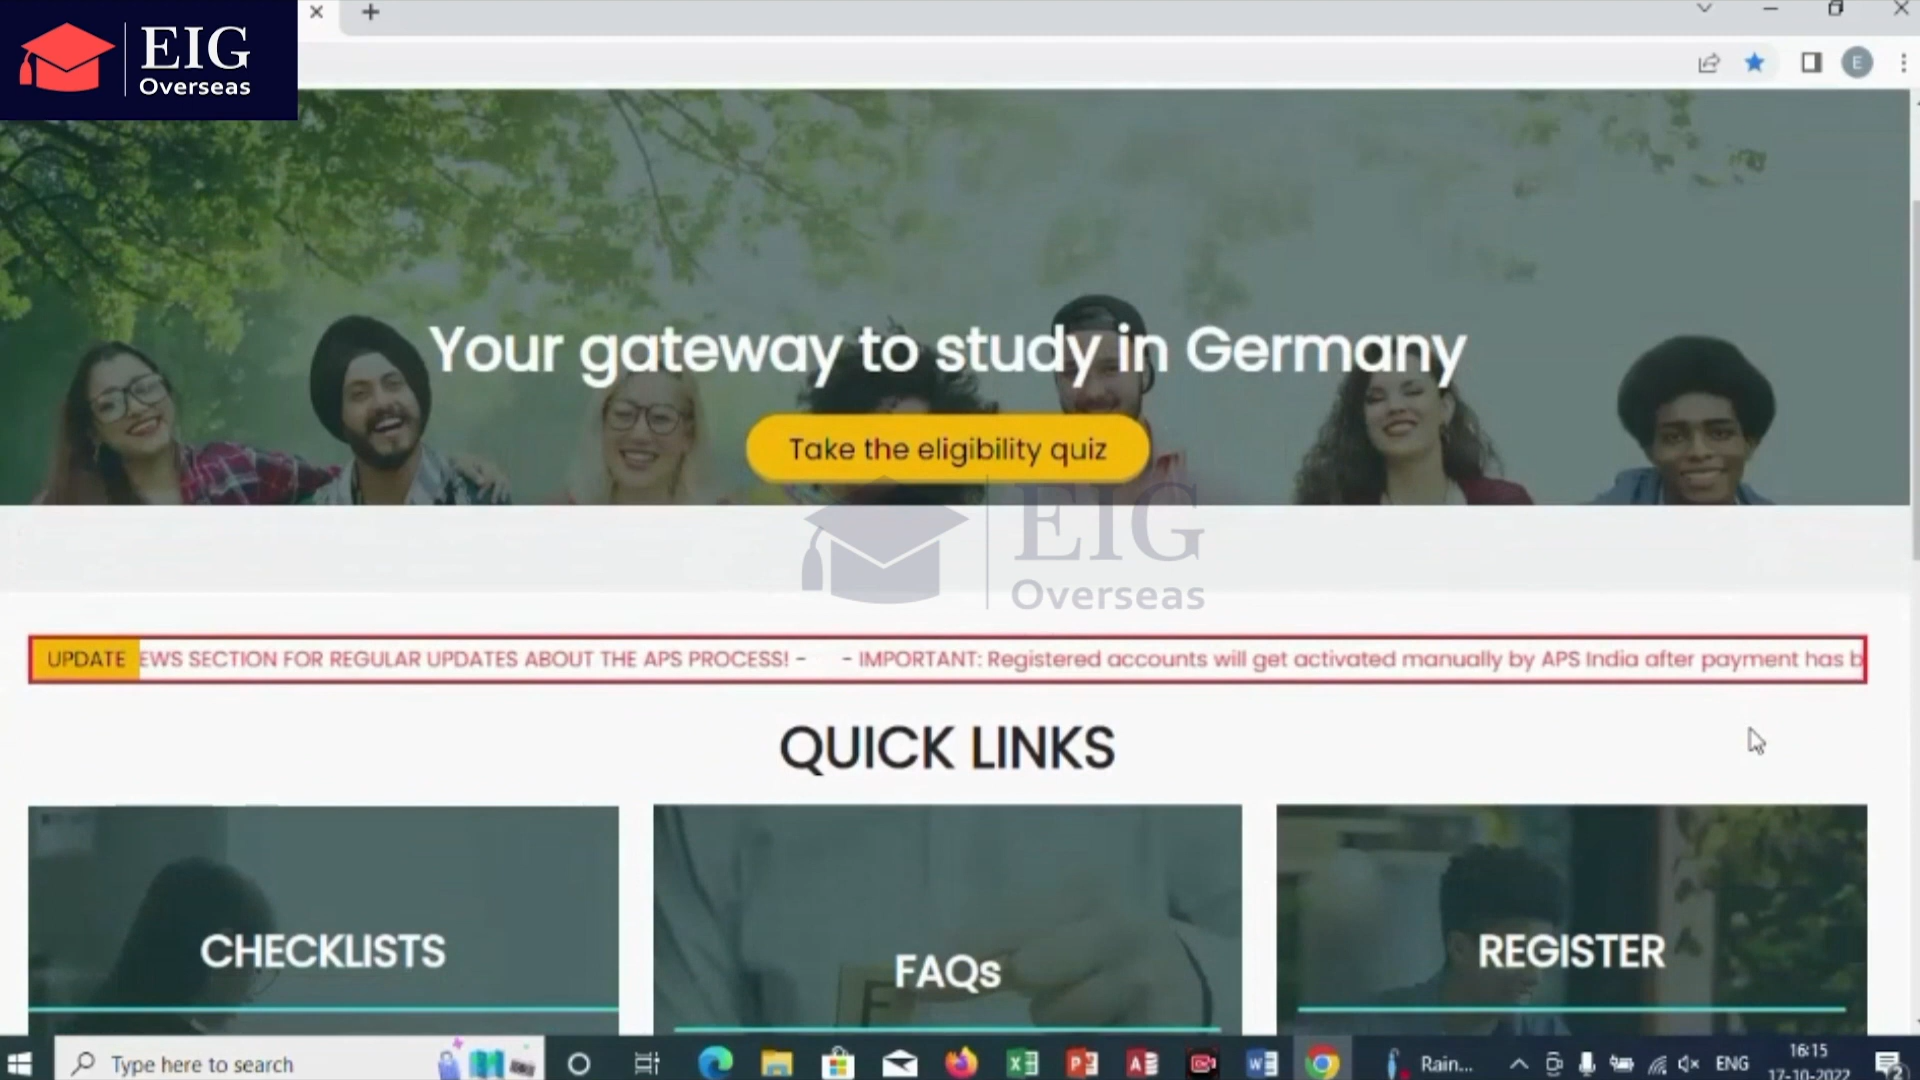 EIG
Overseas
E
Your gateway to study in Germany
Take the eligibility quiz
EIG
Overseas
UPDATE EWS SECTION FOR REGULAR UPDATES ABOUT THE APS PROCESS! - - IMPORTANT: Registered accounts will get activated manually by APS India after payment has b
QUICK LINKS
CHECKLISTS
FAQs
REGISTER
Type here to search
Rain...
ENG
16:15
17-10-2022
2